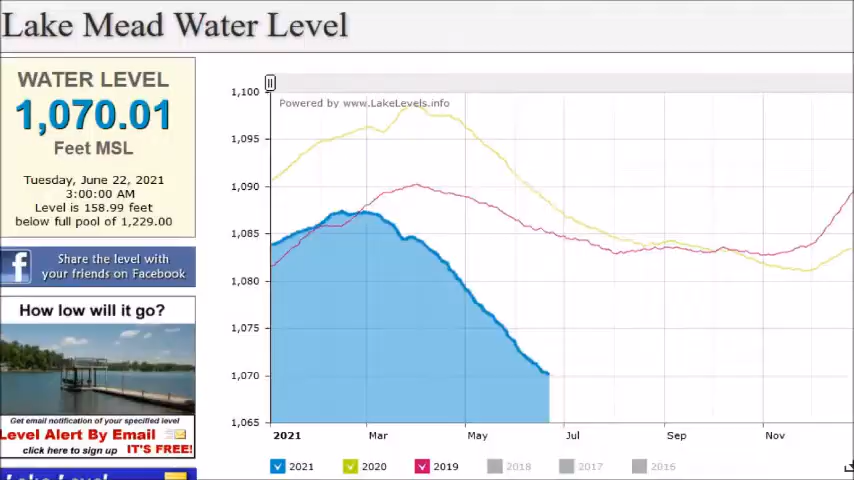 Lake Mead Water Level
WATER LEVEL
1,070.01
Feet MSL
Tuesday, June 22, 2021
3:00:00 AM
Level is 158.99 feet
below full pool of 1,229.00
Share the level with
your friends on Facebook
How low will it go?
Get email notification of your specified level
Level Alert By Email
click here to sign up IT'S FREE!
Lake Level
Powered by www.LakeLevels.info
1,100
1,095
1,090
1,085
1,080
1,075
1,070
1,065
2021 Mar May Jul Sep Nov
2021 2020 2019 2018 2017 2016